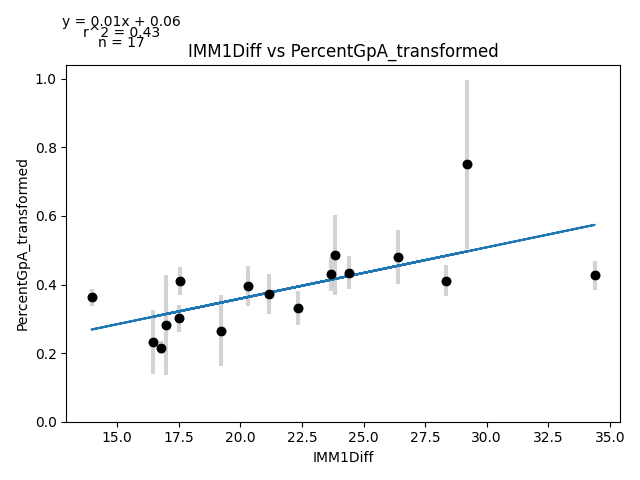 y = 0.01x + 0.06
r^2 = 0.43
n = 17
IMM1Diff vs PercentGpA_transformed
1.0
0.8
0.6
0.4
0.2
0.0
PercentGpA_transformed
15.0 17.5 20.0 22.5 25.0 27.5 30.0 32.5 35.0
IMM1Diff